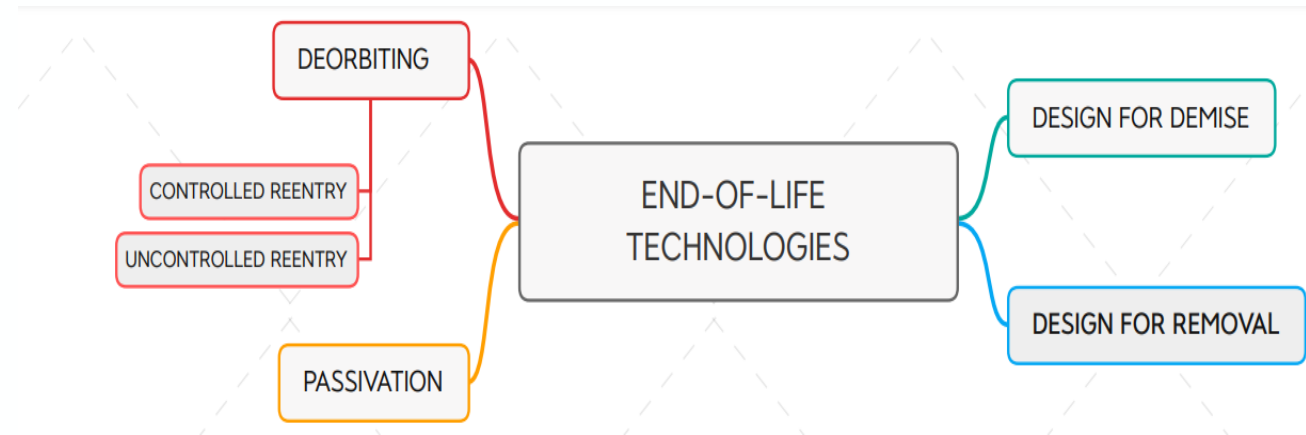 DEORBITING
CONTROLLED REENTRY
UNCONTROLLED REENTRY
PASSIVATION
END-OF-LIFE
TECHNOLOGIES
DESIGN FOR DEMISE
DESIGN FOR REMOVAL